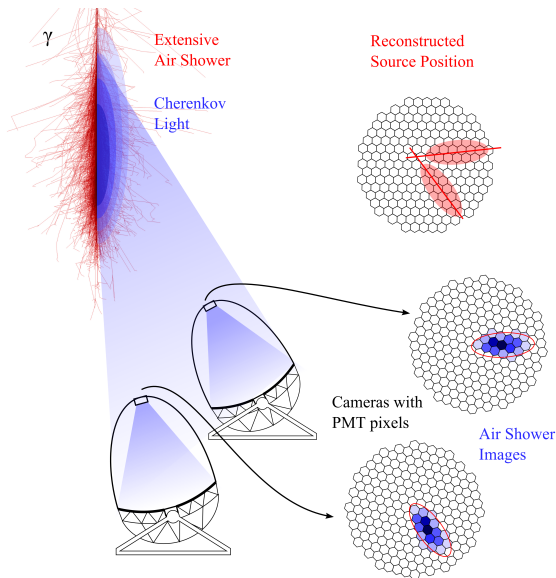 γ
Extensive
Air Shower
Cherenkov
Light
Reconstructed
Source Position
Cameras with
PMT pixels
Air Shower
Images